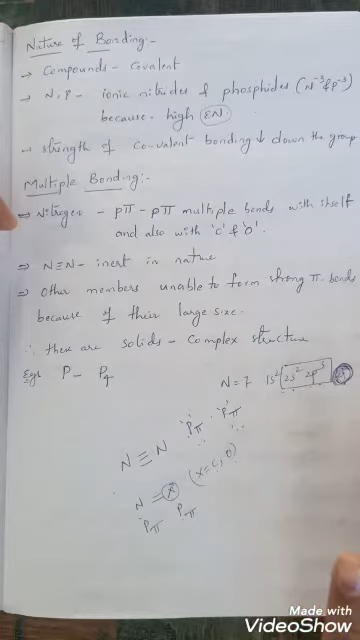 Nature of Bonding:-
→ Compounds - Covalent
→ N, P - ionic nitrides & phosphides (N⁻³ & P⁻³)
because - high EN.
→ strength of covalent bonding ↓ down the group
Multiple Bonding:-
⇒ Nitrogen - pπ - pπ multiple bonds with itself
and also with 'C' & 'O'.
⇒ N≡N - inert in nature
⇒ Other members unable to form strong π-bonds
because of their large size.
∴ these are solids - complex structure
Eg:- P - P₄
N=7 1s² 2s² 2p³
N≡N Pπ Pπ
N=X (X=C, O)
Pπ Pπ
Made with
VideoShow